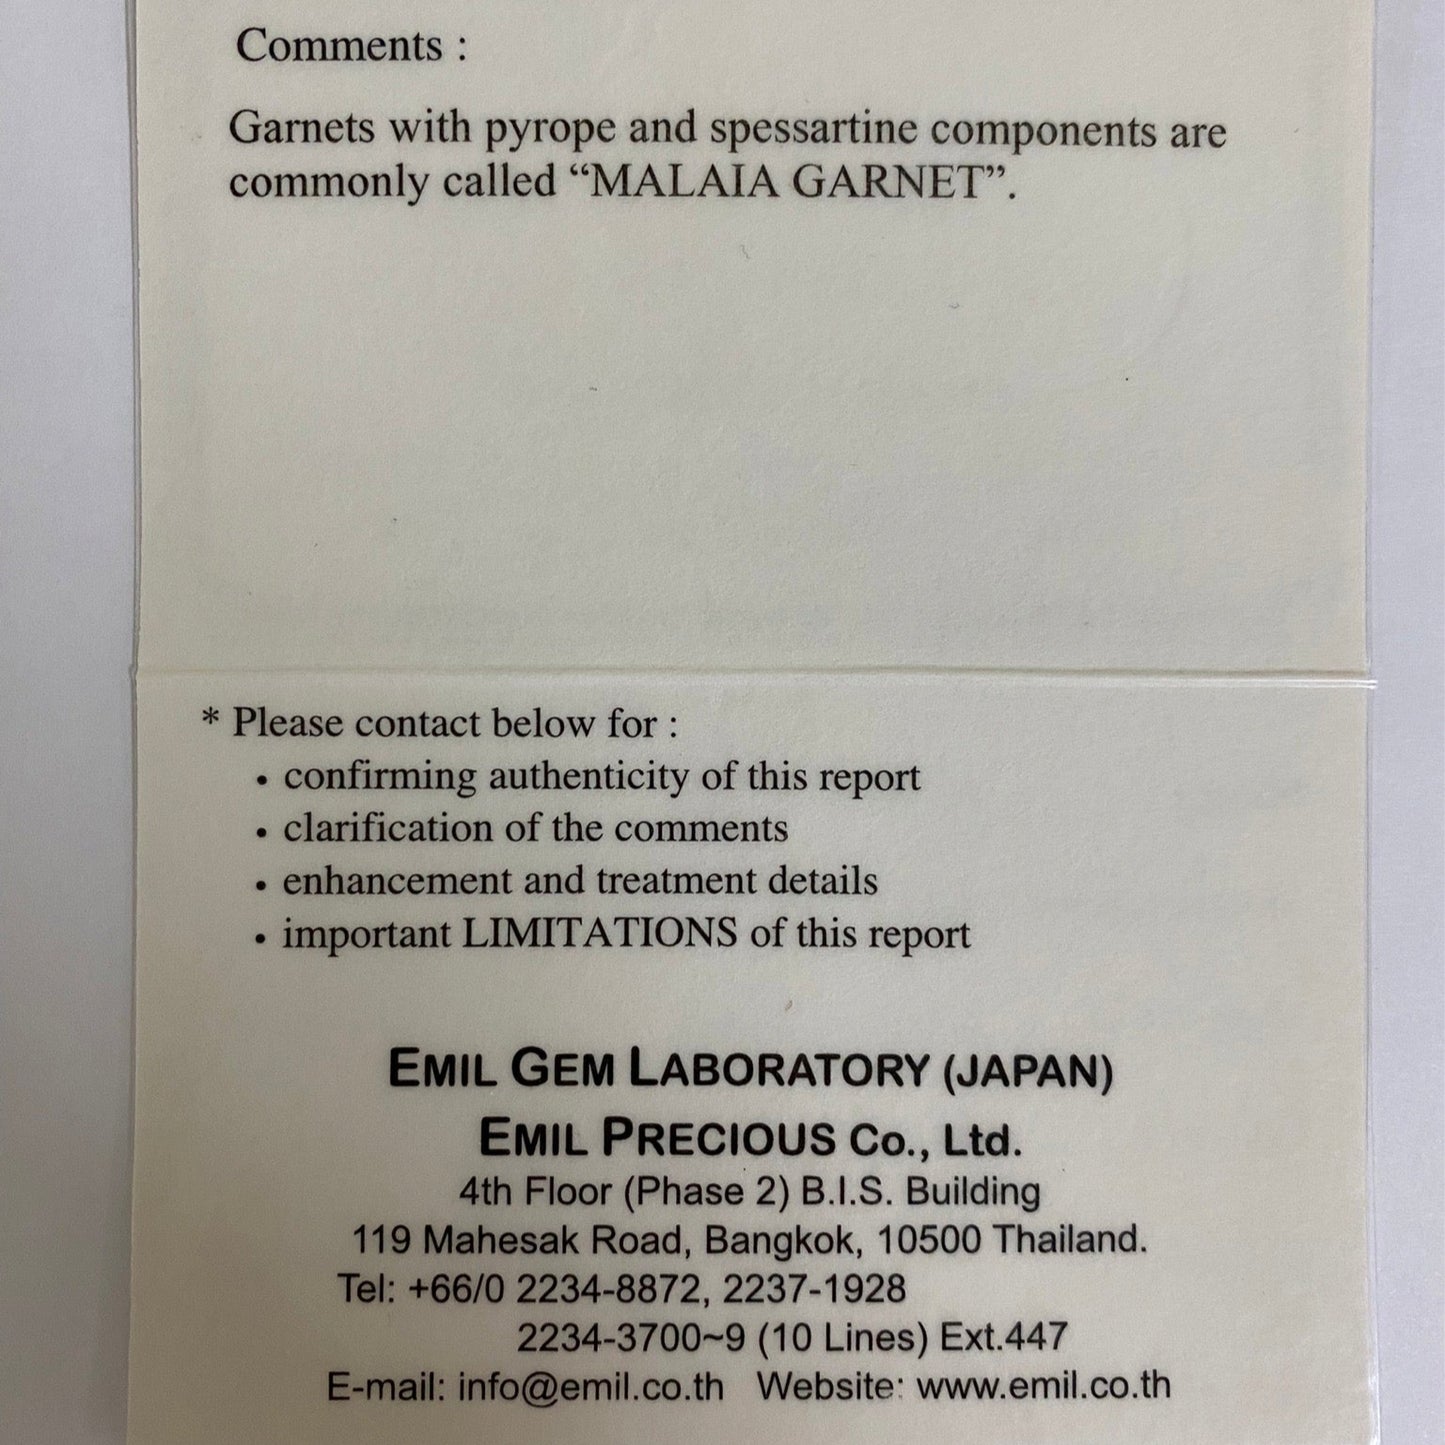 Comments :
Garnets with pyrope and spessartine components are
commonly called “MALAIA GARNET”.
* Please contact below for :
• confirming authenticity of this report
• clarification of the comments
• enhancement and treatment details
• important LIMITATIONS of this report
EMIL GEM LABORATORY (JAPAN)
EMIL PRECIOUS Co., Ltd.
4th Floor (Phase 2) B.I.S. Building
119 Mahesak Road, Bangkok, 10500 Thailand.
Tel: +66/0 2234-8872, 2237-1928
2234-3700~9 (10 Lines) Ext.447
E-mail: info@emil.co.th Website: www.emil.co.th